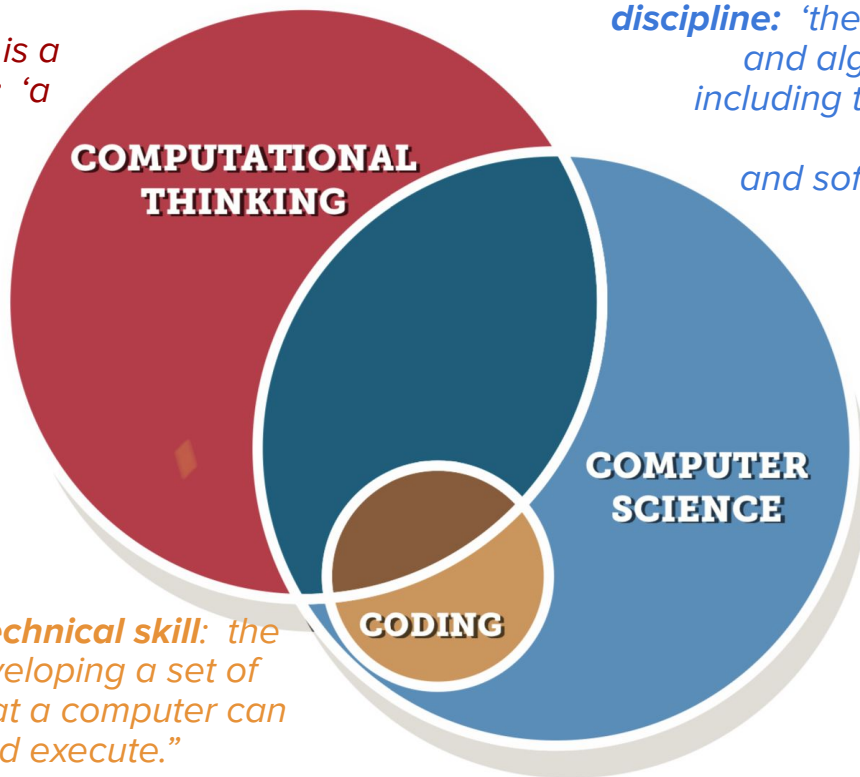 is a
‘a
discipline: ‘the
and alg
including t
and sof
COMPUTATIONAL
THINKING
COMPUTER
SCIENCE
CODING
echnical skill: the
veloping a set of
at a computer can
d execute.”